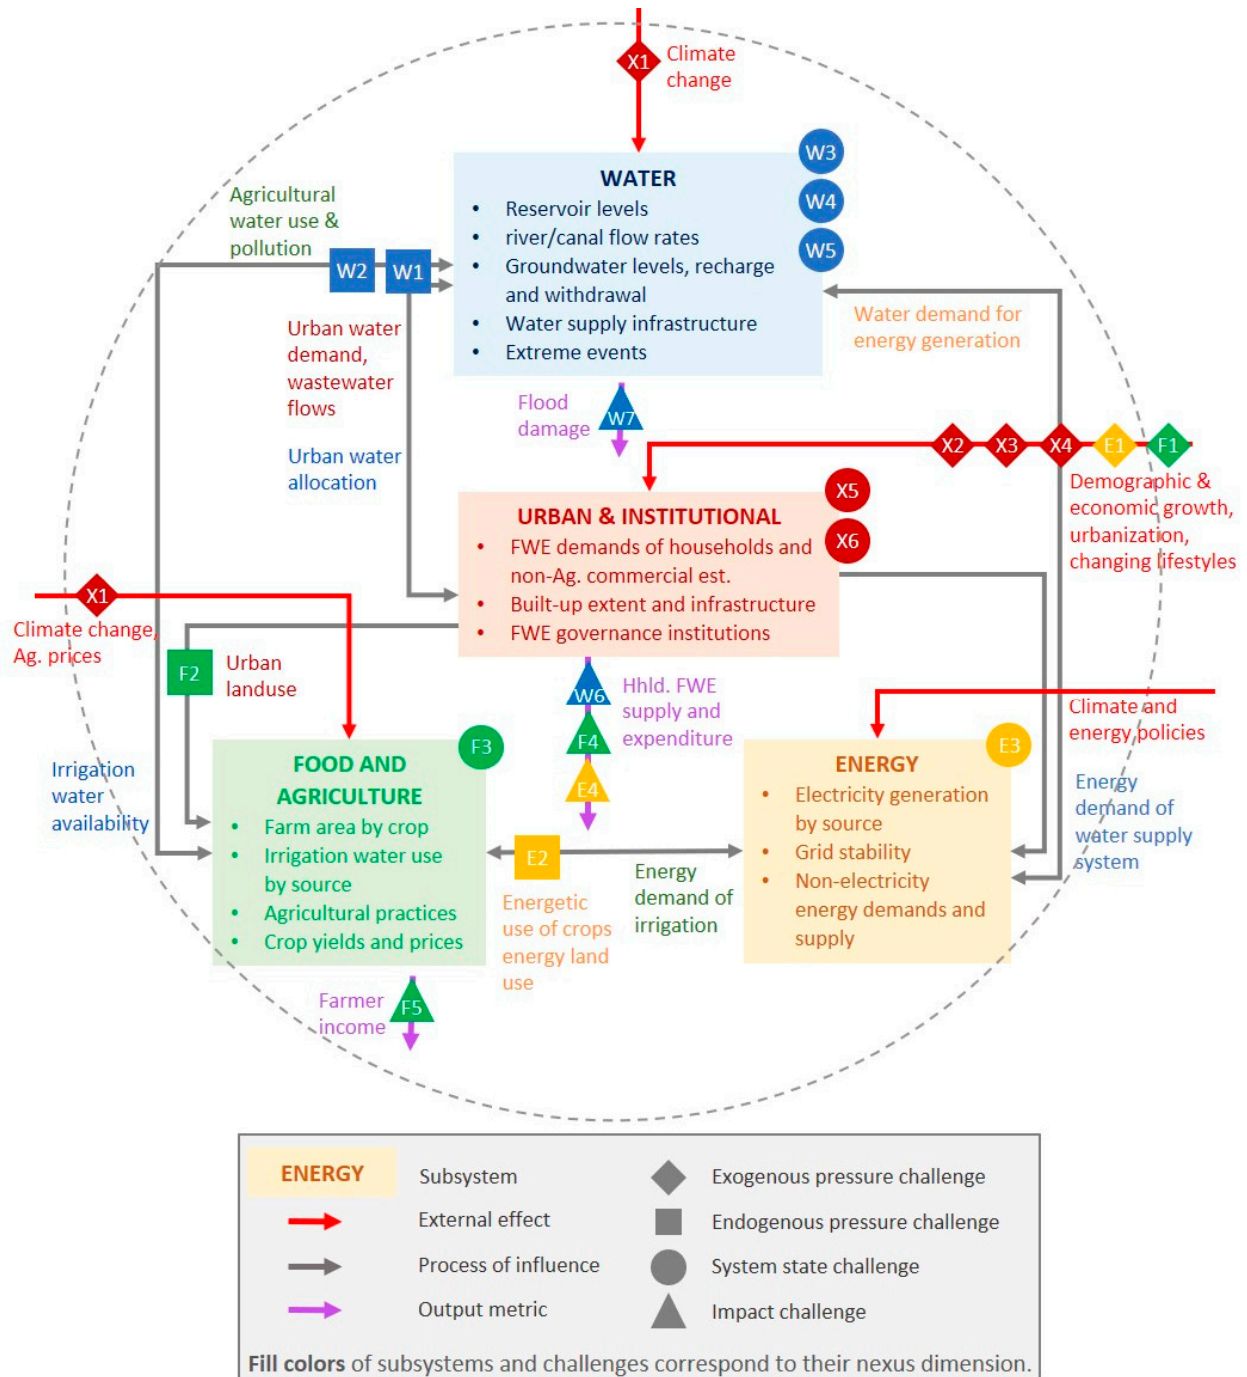 X1
Climate
change
W3
WATER
W4
• Reservoir levels
• river/canal flow rates
W5
• Groundwater levels, recharge
and withdrawal
• Water supply infrastructure
• Extreme events
Agricultural
water use &
pollution
W2
W1
Urban water
demand,
wastewater
flows
Urban water
allocation
Water demand for
energy generation
Flood
damage
W7
X2
X3
X4
E1
F1
Demographic &
economic growth,
urbanization,
changing lifestyles
X5
URBAN & INSTITUTIONAL
X6
• FWE demands of households and
non-Ag. commercial est.
• Built-up extent and infrastructure
• FWE governance institutions
X1
Climate change,
Ag. prices
F2
Urban
landuse
W6
F4
E4
Hhld. FWE
supply and
expenditure
Climate and
energy policies
Irrigation
water
availability
F3
FOOD AND
AGRICULTURE
• Farm area by crop
• Irrigation water use
by source
• Agricultural practices
• Crop yields and prices
E2
Energetic
use of crops
energy land
use
Energy
demand of
irrigation
E3
ENERGY
• Electricity generation
by source
• Grid stability
• Non-electricity
energy demands and
supply
Energy
demand of
water supply
system
Farmer
income
F5
ENERGY
Subsystem
Exogenous pressure challenge
External effect
Endogenous pressure challenge
Process of influence
System state challenge
Output metric
Impact challenge
Fill colors of subsystems and challenges correspond to their nexus dimension.